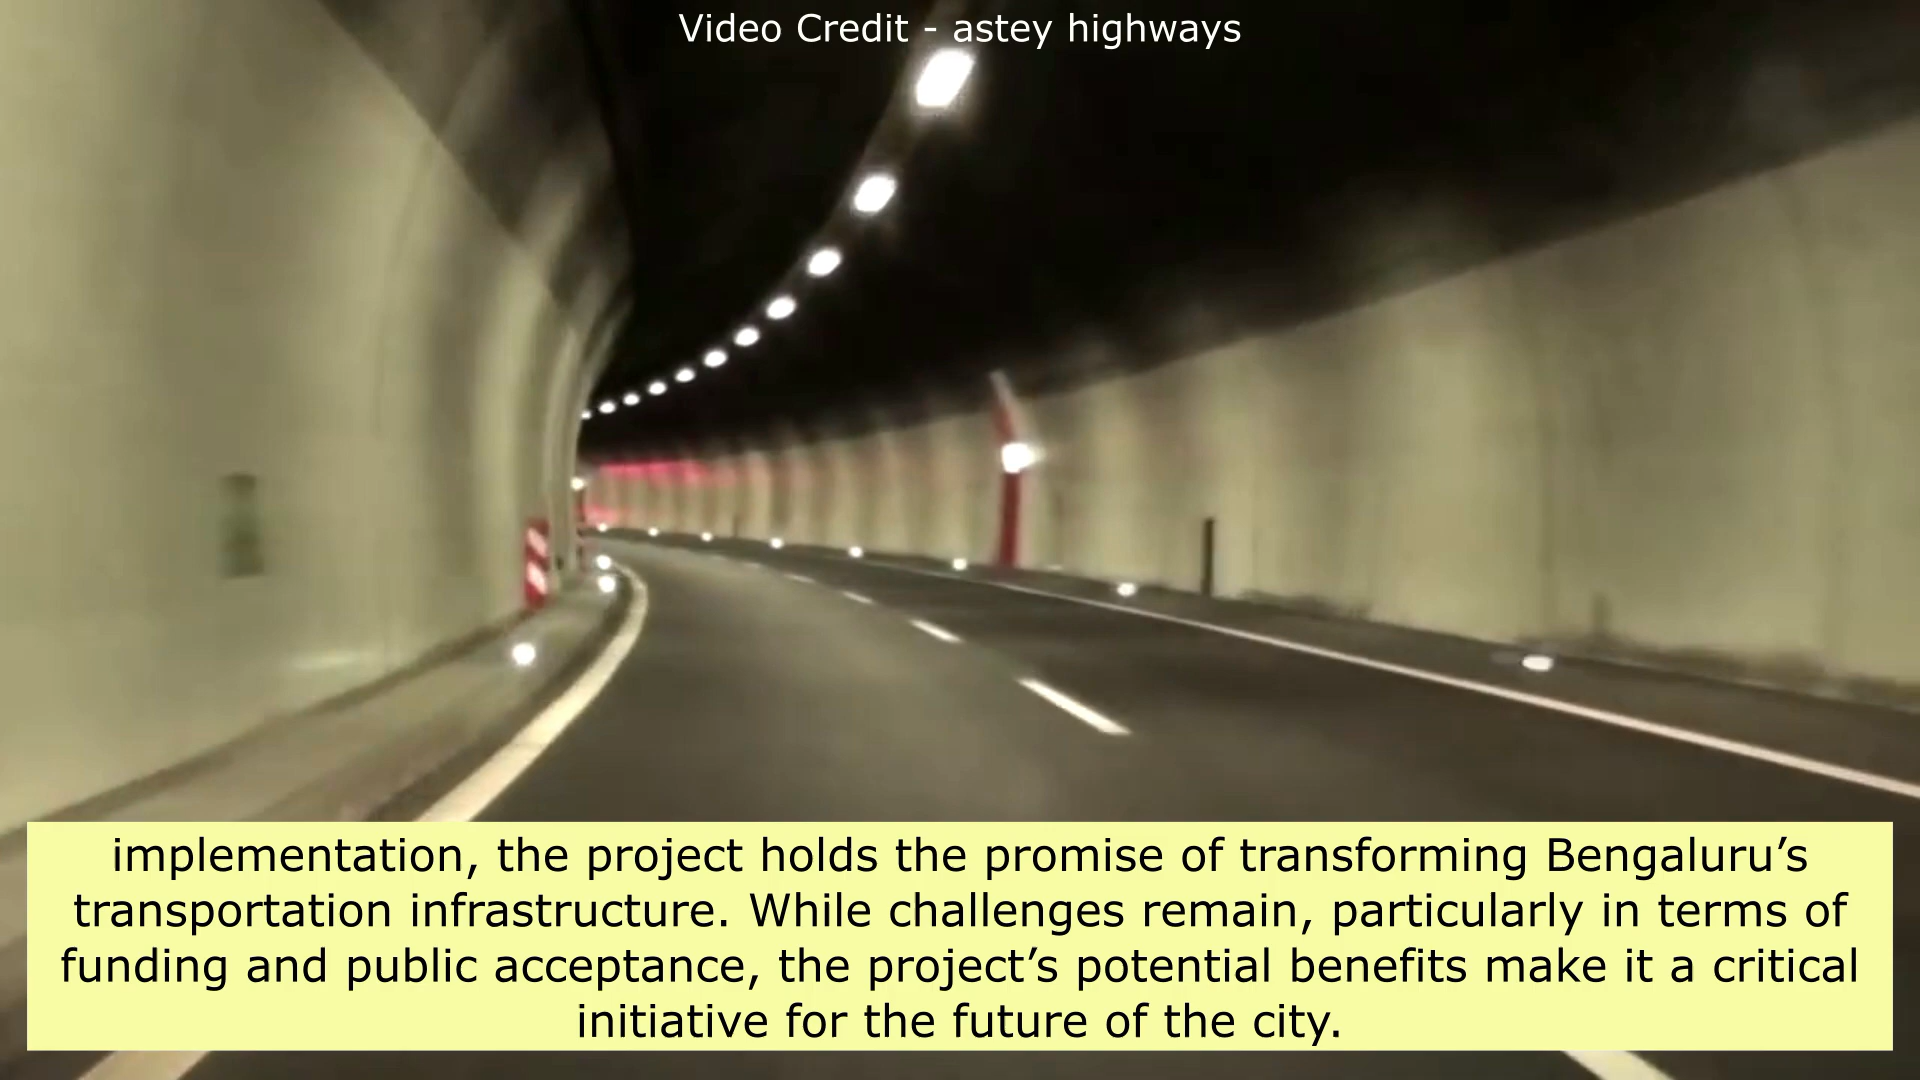 Video Credit - astey highways
implementation, the project holds the promise of transforming Bengaluru’s
transportation infrastructure. While challenges remain, particularly in terms of
funding and public acceptance, the project’s potential benefits make it a critical
initiative for the future of the city.